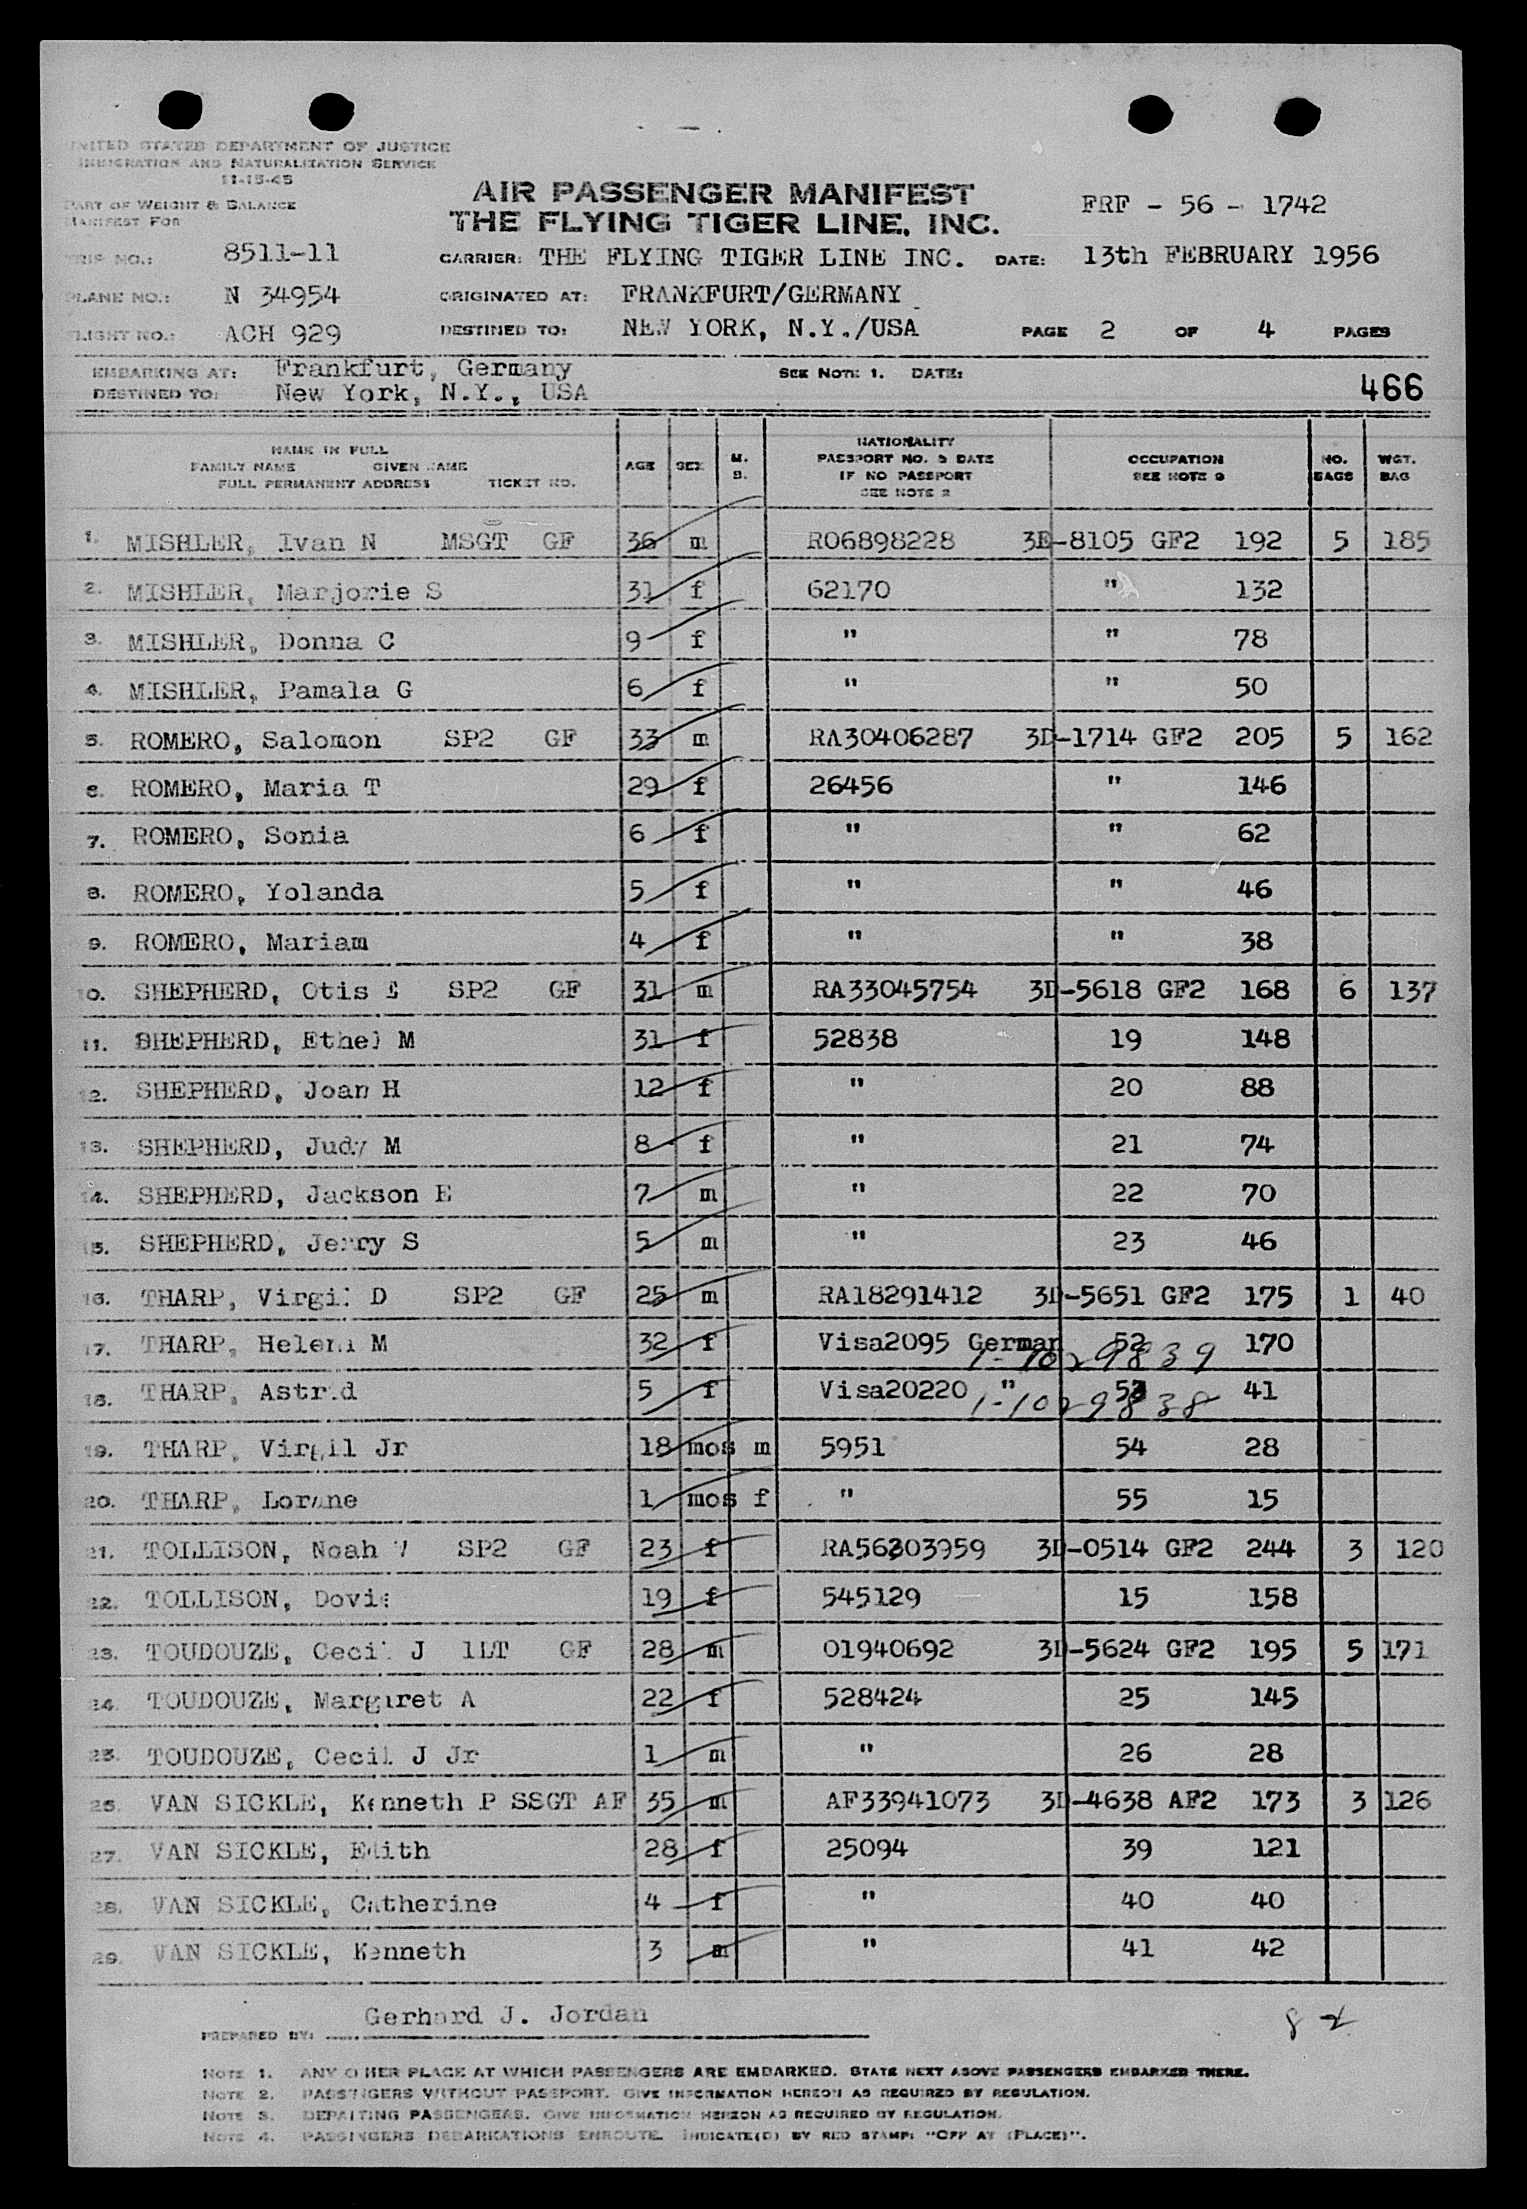 UNITED STATES DEPARTMENT OF JUSTICE
IMMIGRATION AND NATURALIZATION SERVICE
11-15-45
PART OF WEIGHT & BALANCE
MANIFEST FOR
AIR PASSENGER MANIFEST
THE FLYING TIGER LINE, INC.
FRF - 56 - 1742
TRIP NO.: 8511-11 CARRIER: THE FLYING TIGER LINE INC. DATE: 13th FEBRUARY 1956
PLANE NO.: N 34954 ORIGINATED AT: FRANKFURT/GERMANY
FLIGHT NO.: ACH 929 DESTINED TO: NEW YORK, N.Y./USA PAGE 2 OF 4 PAGES
EMBARKING AT: Frankfurt, Germany SEE NOTE 1. DATE:
DESTINED TO: New York, N.Y., USA 466
NAME IN FULL
FAMILY NAME GIVEN NAME
FULL PERMANENT ADDRESS TICKET NO.
AGE SEX M. S.
NATIONALITY
PASSPORT NO. & DATE
IF NO PASSPORT
SEE NOTE 2
OCCUPATION
SEE NOTE 3
NO. BAGS WGT. BAG
1. MISHLER, Ivan N MSGT GF 36 m RO6898228 3D-8105 GF2 192 5 185
2. MISHLER, Marjorie S 31 f 62170 " 132
3. MISHLER, Donna C 9 f " " 78
4. MISHLER, Pamala G 6 f " " 50
5. ROMERO, Salomon SP2 GF 33 m RA30406287 3D-1714 GF2 205 5 162
6. ROMERO, Maria T 29 f 26456 " 146
7. ROMERO, Sonia 6 f " " 62
8. ROMERO, Yolanda 5 f " " 46
9. ROMERO, Mariam 4 f " " 38
10. SHEPHERD, Otis E SP2 GF 31 m RA33045754 3D-5618 GF2 168 6 137
11. SHEPHERD, Ethel M 31 f 52838 19 148
12. SHEPHERD, Joan H 12 f " 20 88
13. SHEPHERD, Judy M 8 f " 21 74
14. SHEPHERD, Jackson E 7 m " 22 70
15. SHEPHERD, Jerry S 5 m " 23 46
16. THARP, Virgil D SP2 GF 25 m RA18291412 3D-5651 GF2 175 1 40
17. THARP, Helena M 32 f Visa2095 German 52 170
1-1029839
18. THARP, Astrid 5 f Visa20220 " 53 41
1-1029838
19. THARP, Virgil Jr 18 mos m 5951 54 28
20. THARP, Lorane 1 mos f " 55 15
21. TOLLISON, Noah W SP2 GF 23 f RA56303959 3D-0514 GF2 244 3 120
22. TOLLISON, Dovie 19 f 545129 15 158
23. TOUDOUZE, Cecil J 1LT GF 28 m 01940692 3D-5624 GF2 195 5 171
24. TOUDOUZE, Margaret A 22 f 528424 25 145
25. TOUDOUZE, Cecil J Jr 1 m " 26 28
26. VAN SICKLE, Kenneth P SSGT AF 35 m AF33941073 3D-4638 AF2 173 3 126
27. VAN SICKLE, Edith 28 f 25094 39 121
28. VAN SICKLE, Catherine 4 f " 40 40
29. VAN SICKLE, Kenneth 3 m " 41 42
PREPARED BY: Gerhard J. Jordan
NOTE 1. ANY OTHER PLACE AT WHICH PASSENGERS ARE EMBARKED. STATE NEXT ABOVE PASSENGERS EMBARKED THERE.
NOTE 2. PASSENGERS WITHOUT PASSPORT. GIVE INFORMATION HEREON AS REQUIRED BY REGULATION.
NOTE 3. DEPARTING PASSENGERS. GIVE INFORMATION HEREON AS REQUIRED BY REGULATION.
NOTE 4. PASSENGERS DEBARKATIONS ENROUTE. INDICATE(D) BY RED STAMP: "OFF AT (PLACE)".